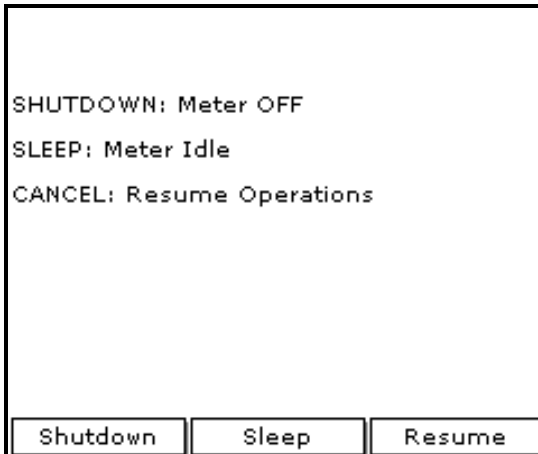 SHUTDOWN: Meter OFF
SLEEP: Meter Idle
CANCEL: Resume Operations
Shutdown Sleep Resume